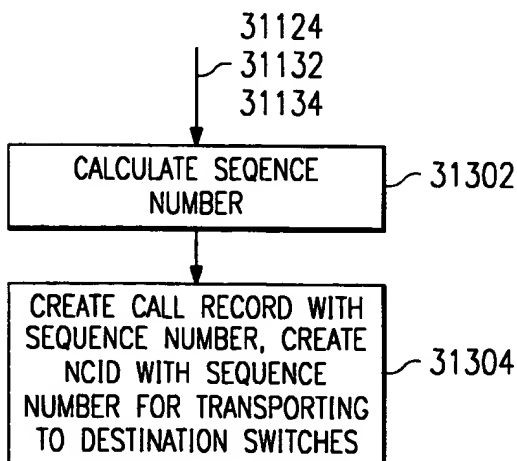 31124
31132
31134
CALCULATE SEQENCE
NUMBER
31302
CREATE CALL RECORD WITH
SEQUENCE NUMBER, CREATE
NCID WITH SEQUENCE
NUMBER FOR TRANSPORTING
TO DESTINATION SWITCHES
31304